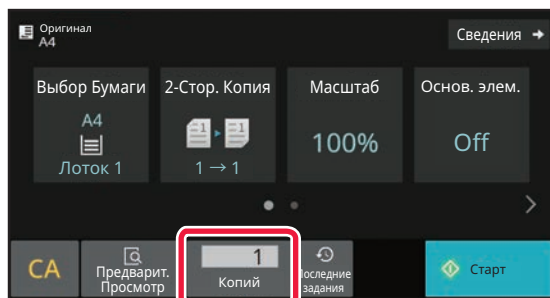 Оригинал
A4
Сведения
Выбор Бумаги
A4
Лоток 1
2-Стор. Копия
1 → 1
Масштаб
100%
Основ. элем.
Off
CA
Предварит.
Просмотр
1
Копий
Последние
задания
Старт